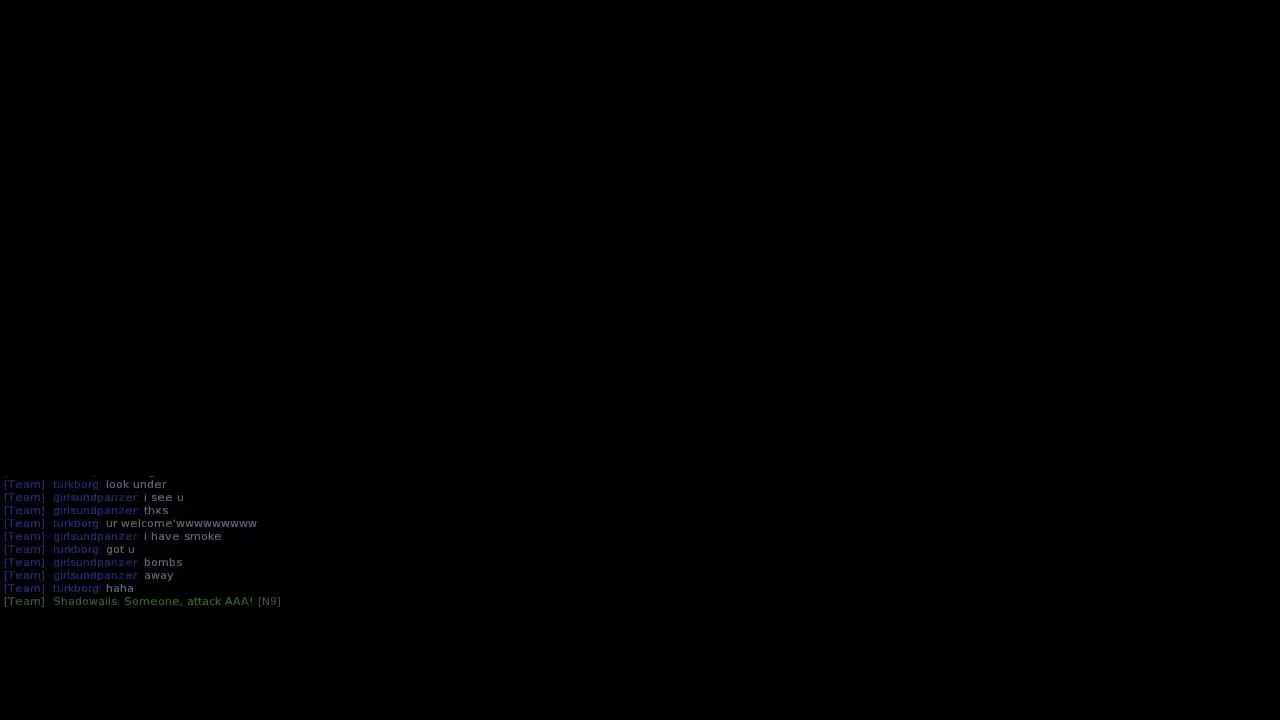 [Team] turkborg: look under
[Team] girlsundpanzer: i see u
[Team] girlsundpanzer: thxs
[Team] turkborg: ur welcome'wwwwwwwww
[Team] girlsundpanzer: i have smoke
[Team] turkborg: got u
[Team] girlsundpanzer: bombs
[Team] girlsundpanzer: away
[Team] turkborg: haha
[Team] Shadowails: Someone, attack AAA! [N9]